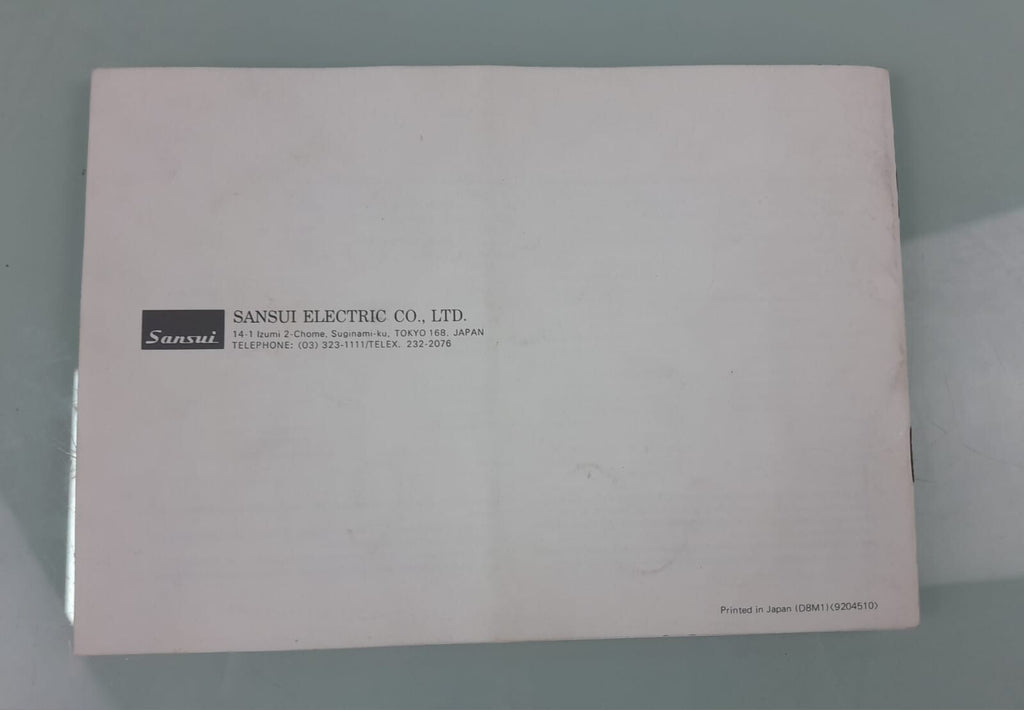 Sansui
SANSUI ELECTRIC CO., LTD.
14-1 Izumi 2-Chome, Suginami-ku, TOKYO 168, JAPAN
TELEPHONE: (03) 323-1111/TELEX. 232-2076
Printed in Japan (DBM1)⟨9204510⟩